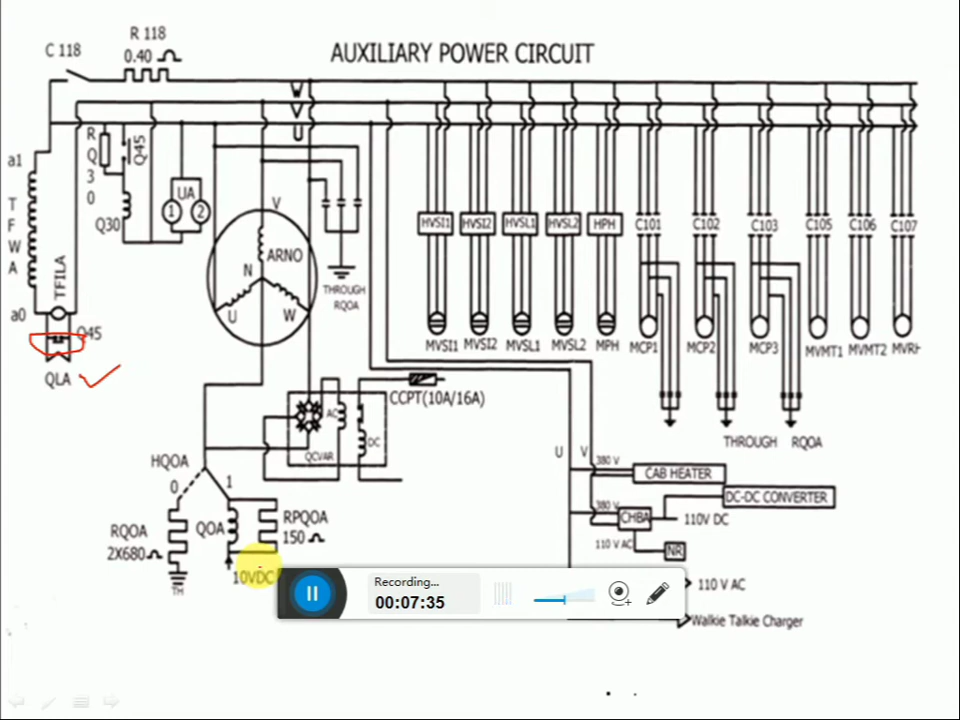 AUXILIARY POWER CIRCUIT
C 118
R 118
0.40
W
V
U
a1
TFWA
a0
TFILA
RQ30
Q45
Q30
UA
1
2
Q45
QLA
V
ARNO
N
U
W
THROUGH
RQOA
HVSI1
HVSI2
HVSL1
HVSL2
HPH
C101
C102
C103
C105
C106
C107
MVSI1
MVSI2
MVSL1
MVSL2
MPH
MCP1
MCP2
MCP3
MVMT1
MVMT2
MVRH
THROUGH RQOA
CCPT(10A/16A)
AC
DC
QCVAR
HQOA
0
1
RQOA
2X680
QOA
RPQOA
150
10VDC
U
V
380 V
CAB HEATER
DC-DC CONVERTER
380 V
CHBA
110V DC
110 V AC
NR
110 V AC
Walkie Talkie Charger
Recording...
00:07:35